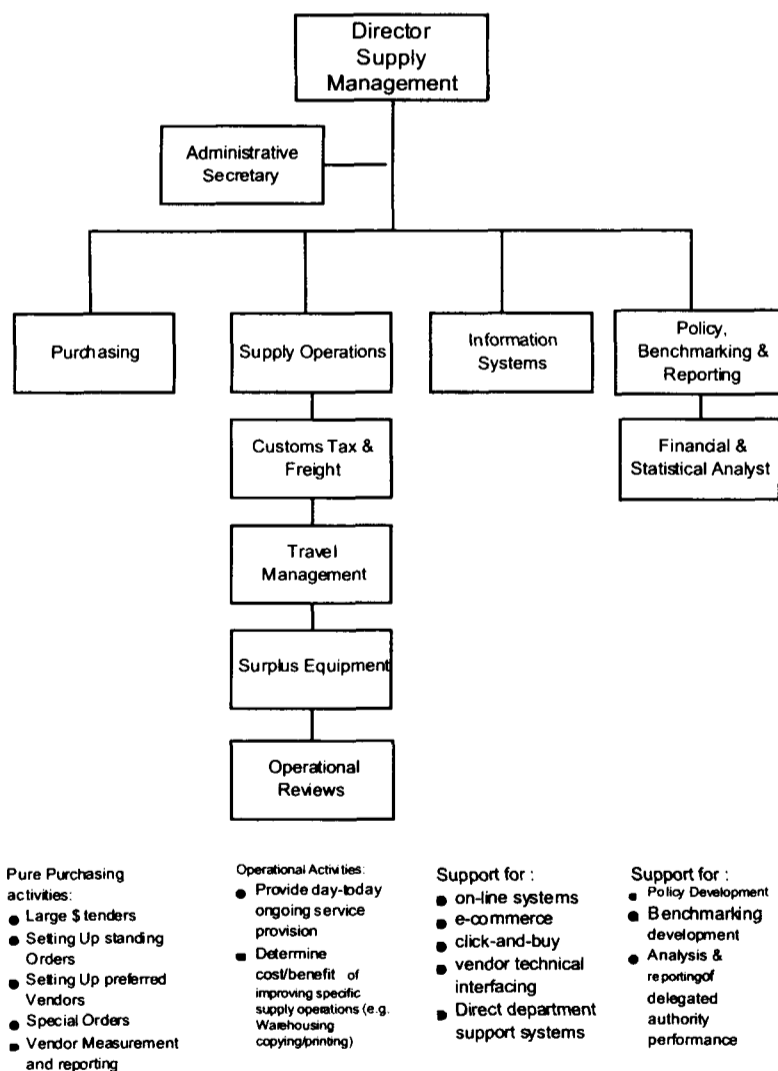 Director
Supply
Management
Administrative
Secretary
Purchasing
Supply Operations
Information
Systems
Policy,
Benchmarking &
Reporting
Customs Tax &
Freight
Financial &
Statistical Analyst
Travel
Management
Surplus Equipment
Operational
Reviews
Pure Purchasing
activities:
● Large $ tenders
● Setting Up standing
Orders
● Setting Up preferred
Vendors
● Special Orders
● Vendor Measurement
and reporting
Operational Activities:
● Provide day-today
ongoing service
provision
● Determine
cost/benefit of
improving specific
supply operations (e.g.
Warehousing
copying/printing)
Support for :
● on-line systems
● e-commerce
● click-and-buy
● vendor technical
interfacing
● Direct department
support systems
Support for :
● Policy Development
● Benchmarking
development
● Analysis &
reportingof
delegated
authority
performance